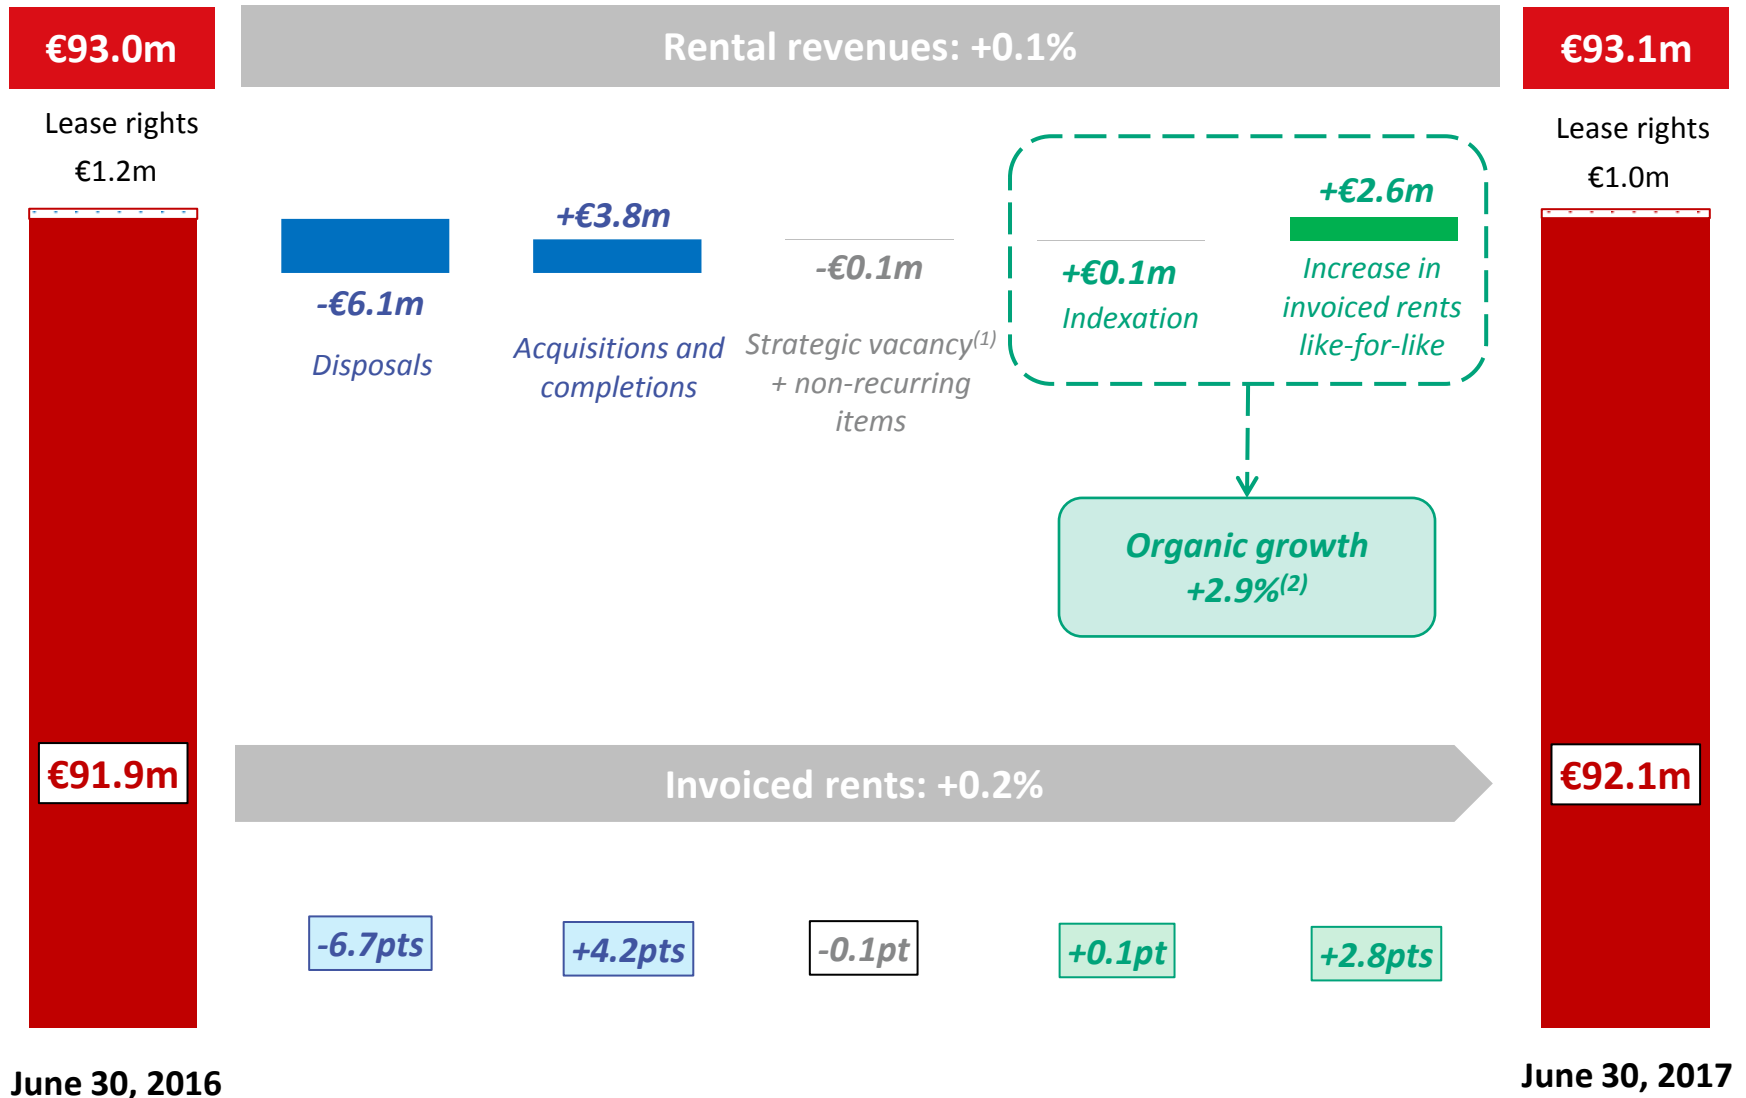 €93.0m
Rental revenues: +0.1%
€93.1m
Lease rights
€1.2m
Lease rights
€1.0m
-€6.1m
Disposals
+€3.8m
Acquisitions and
completions
-€0.1m
Strategic vacancy(1)
+ non-recurring
items
+€0.1m
Indexation
+€2.6m
Increase in
invoiced rents
like-for-like
Organic growth
+2.9%(2)
€91.9m
Invoiced rents: +0.2%
€92.1m
-6.7pts
+4.2pts
-0.1pt
+0.1pt
+2.8pts
June 30, 2016
June 30, 2017